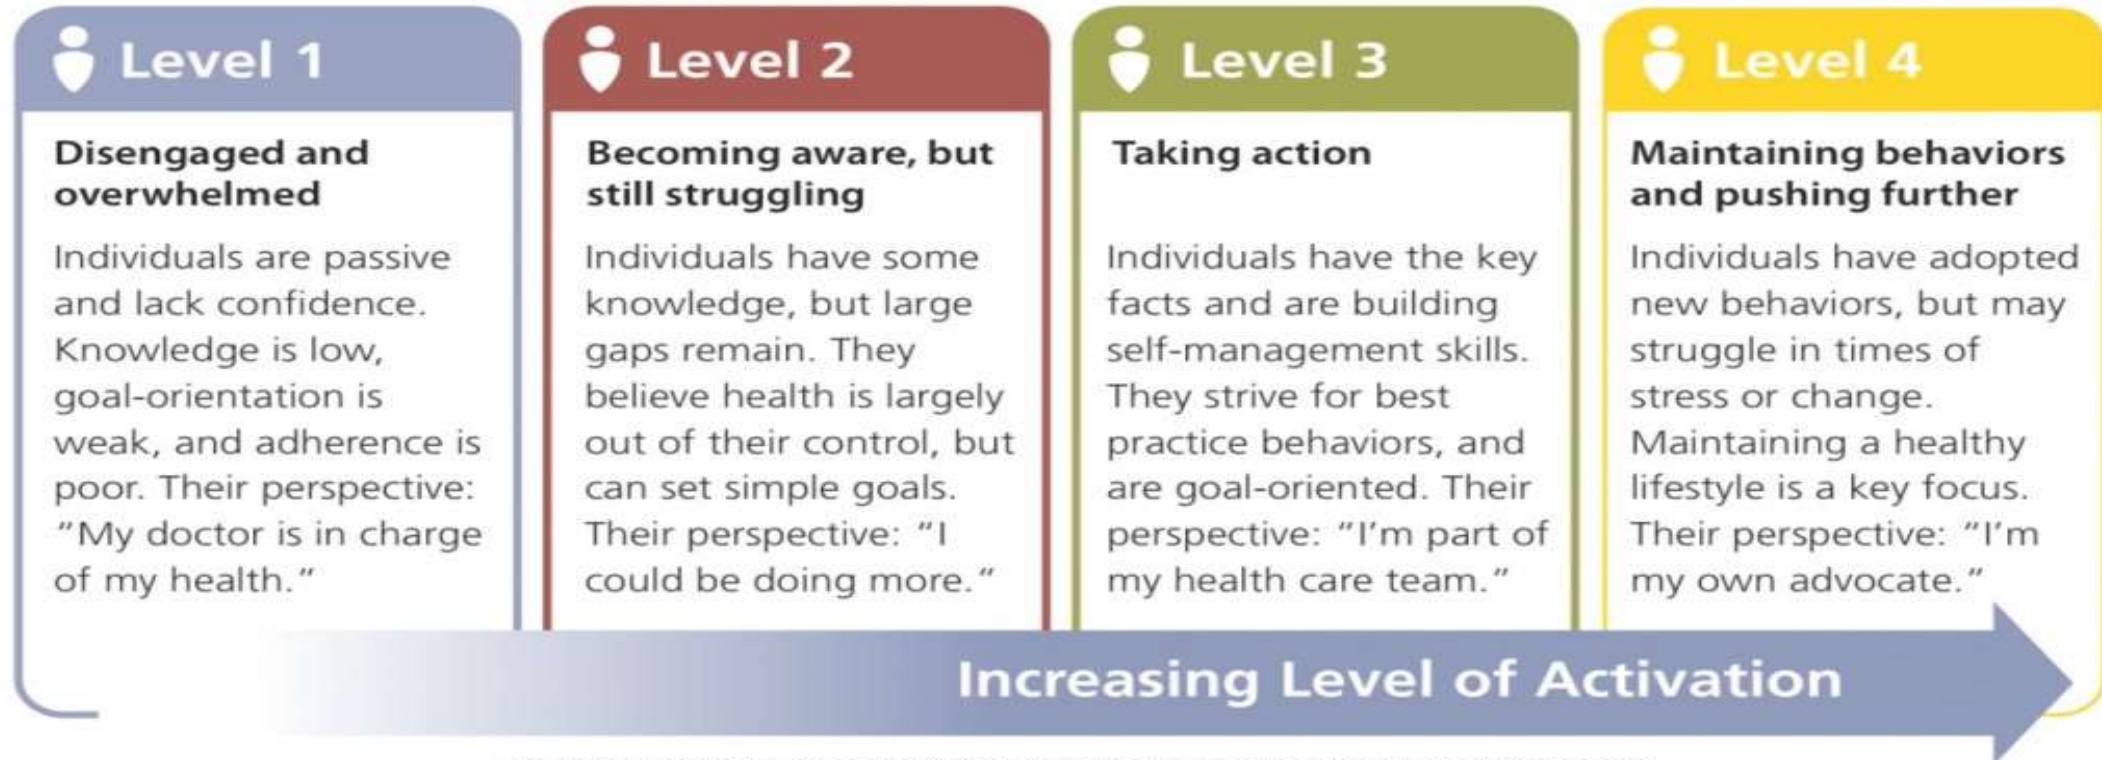 Level 1
Disengaged and
overwhelmed
Individuals are passive
and lack confidence.
Knowledge is low,
goal-orientation is
weak, and adherence is
poor. Their perspective:
“My doctor is in charge
of my health.”
Level 2
Becoming aware, but
still struggling
Individuals have some
knowledge, but large
gaps remain. They
believe health is largely
out of their control, but
can set simple goals.
Their perspective: “I
could be doing more.”
Level 3
Taking action
Individuals have the key
facts and are building
self-management skills.
They strive for best
practice behaviors, and
are goal-oriented. Their
perspective: “I’m part of
my health care team.”
Level 4
Maintaining behaviors
and pushing further
Individuals have adopted
new behaviors, but may
struggle in times of
stress or change.
Maintaining a healthy
lifestyle is a key focus.
Their perspective: “I’m
my own advocate.”
Increasing Level of Activation